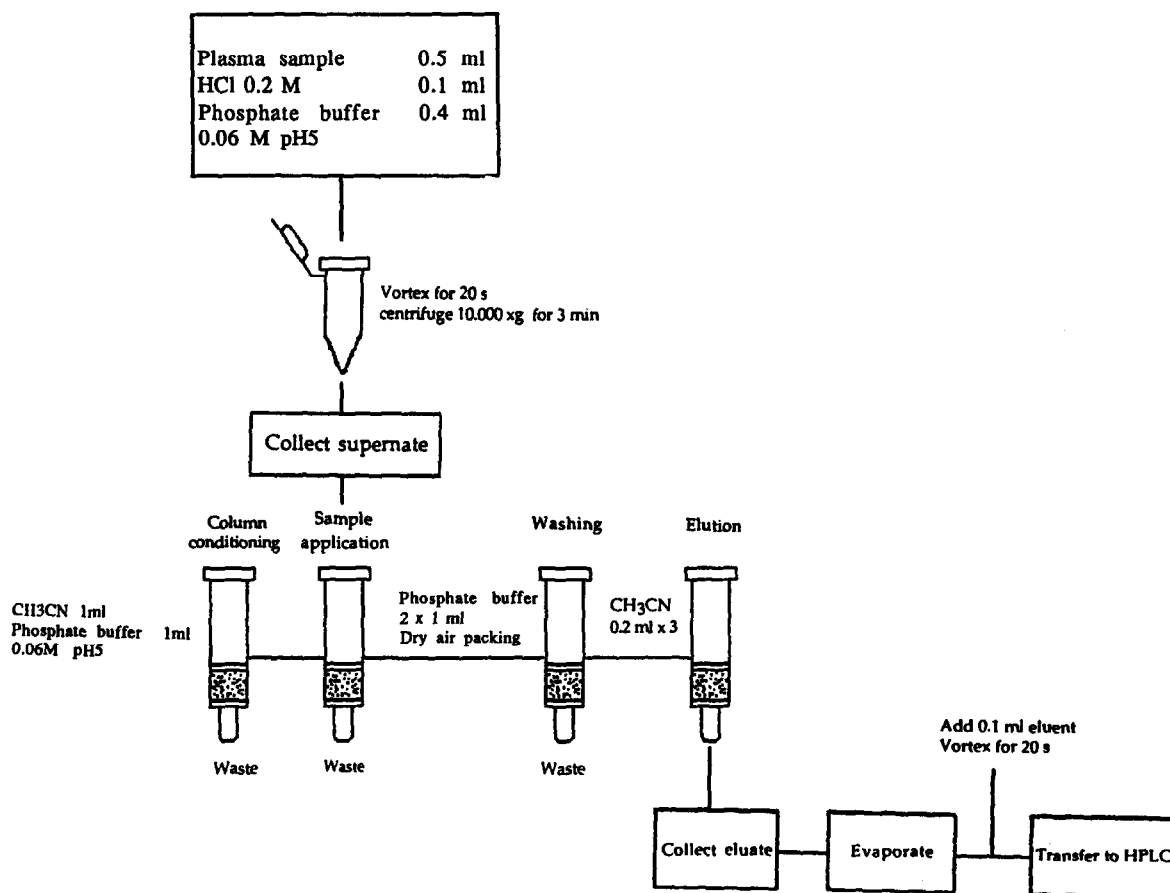 Plasma sample 0.5 ml
HCl 0.2 M 0.1 ml
Phosphate buffer 0.4 ml
0.06 M pH5
Vortex for 20 s
centrifuge 10.000 xg for 3 min
Collect supernate
Column
conditioning
Sample
application
Washing
Elution
CH3CN 1ml
Phosphate buffer 1ml
0.06M pH5
Phosphate buffer
2 x 1 ml
Dry air packing
CH₃CN
0.2 ml x 3
Waste
Waste
Waste
Add 0.1 ml eluent
Vortex for 20 s
Collect eluate
Evaporate
Transfer to HPLC